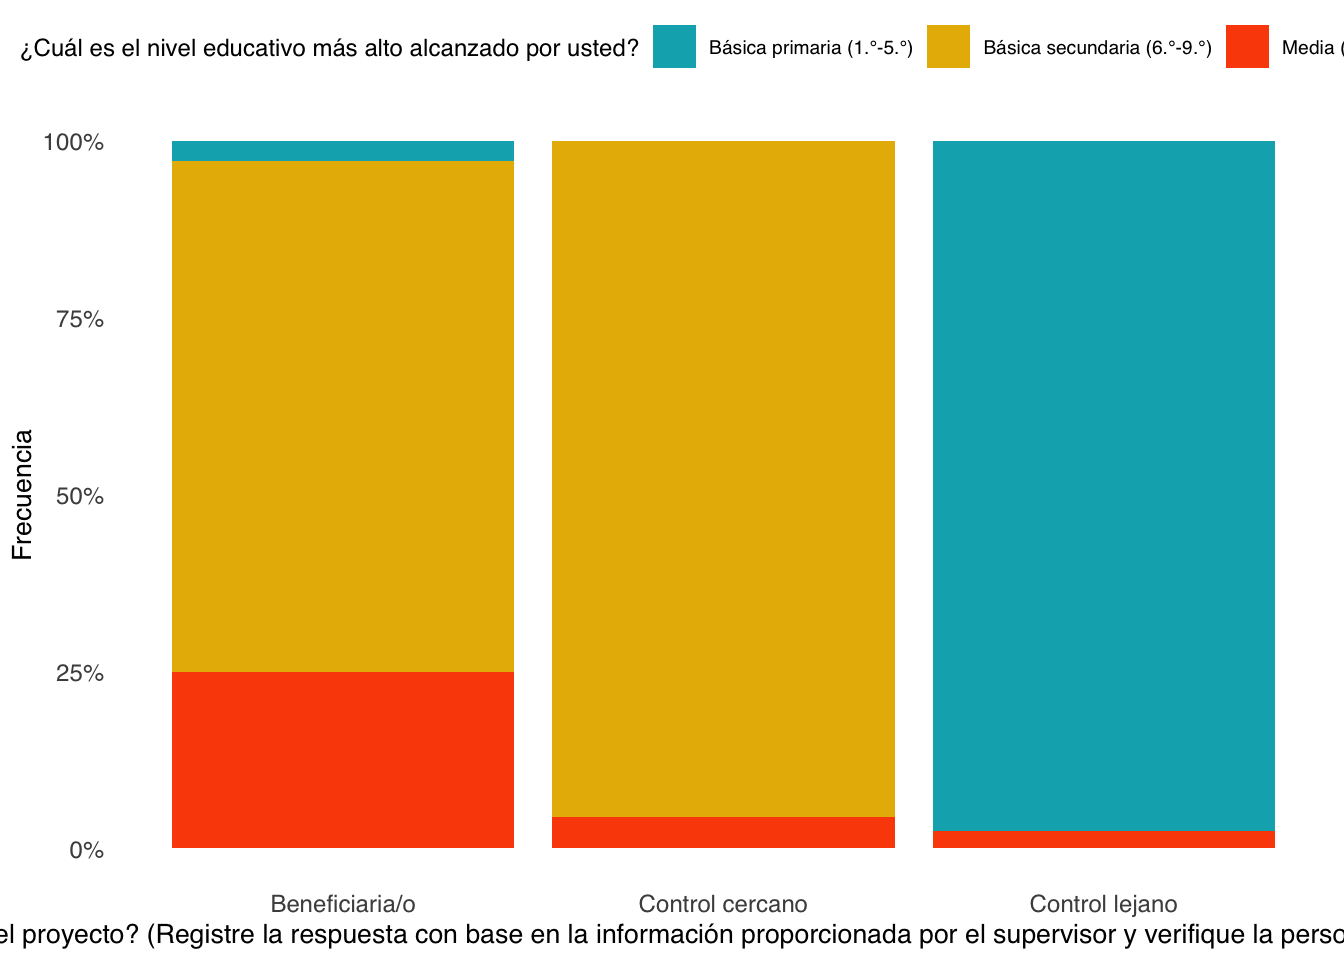 ¿Cuál es el nivel educativo más alto alcanzado por usted? Básica primaria (1.°-5.°) Básica secundaria (6.°-9.°) Media (
100%
75%
50%
25%
0%
Frecuencia
Beneficiaria/o Control cercano Control lejano
el proyecto? (Registre la respuesta con base en la información proporcionada por el supervisor y verifique la perso